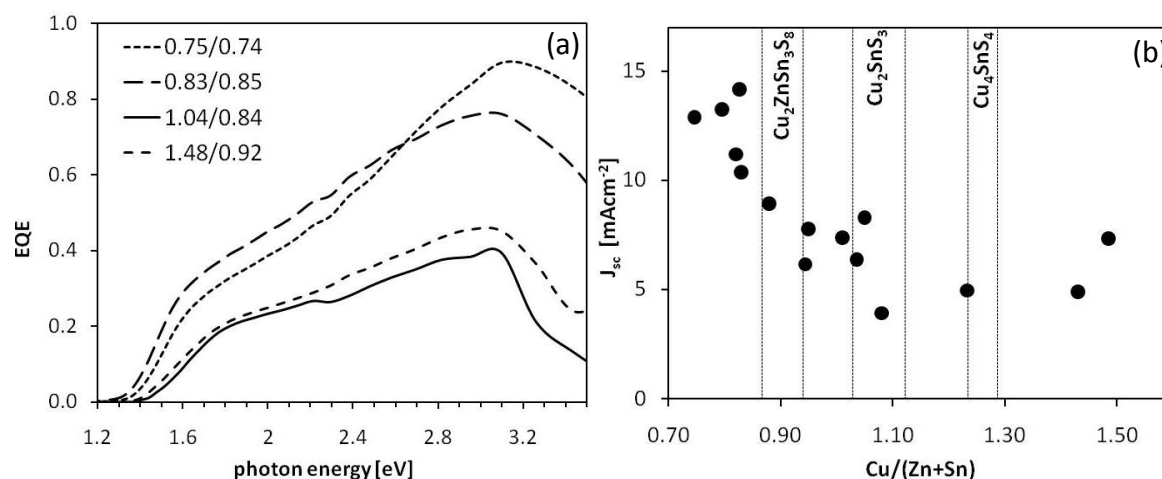 (a)
0.75/0.74
0.83/0.85
1.04/0.84
1.48/0.92
1.0
0.8
0.6
0.4
0.2
0.0
EQE
1.2
1.6
2
2.4
2.8
3.2
photon energy [eV]
(b)
Cu₂ZnSn₃S₈
Cu₂SnS₃
Cu₄SnS₄
15
10
5
0
J_sc [mAcm⁻²]
0.70
0.90
1.10
1.30
1.50
Cu/(Zn+Sn)